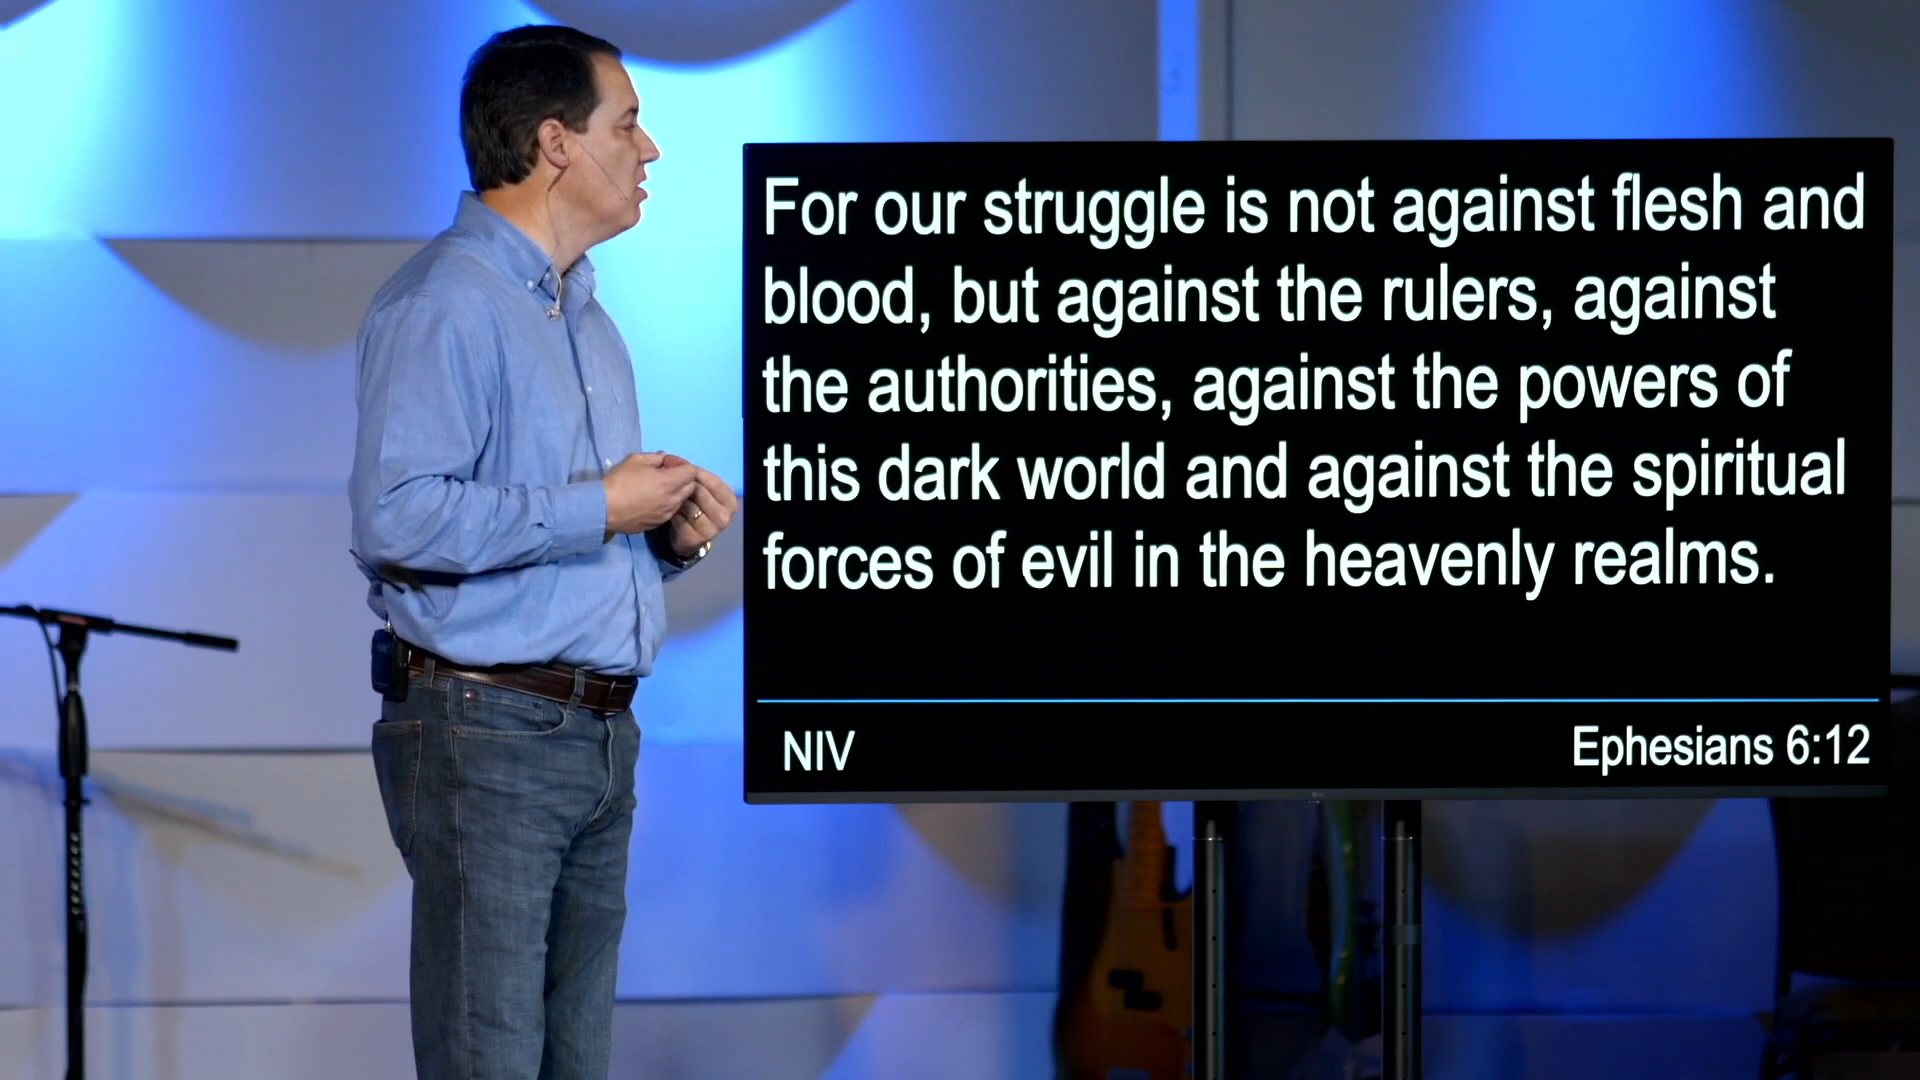 For our struggle is not against flesh and
blood, but against the rulers, against
the authorities, against the powers of
this dark world and against the spiritual
forces of evil in the heavenly realms.
NIV
Ephesians 6:12